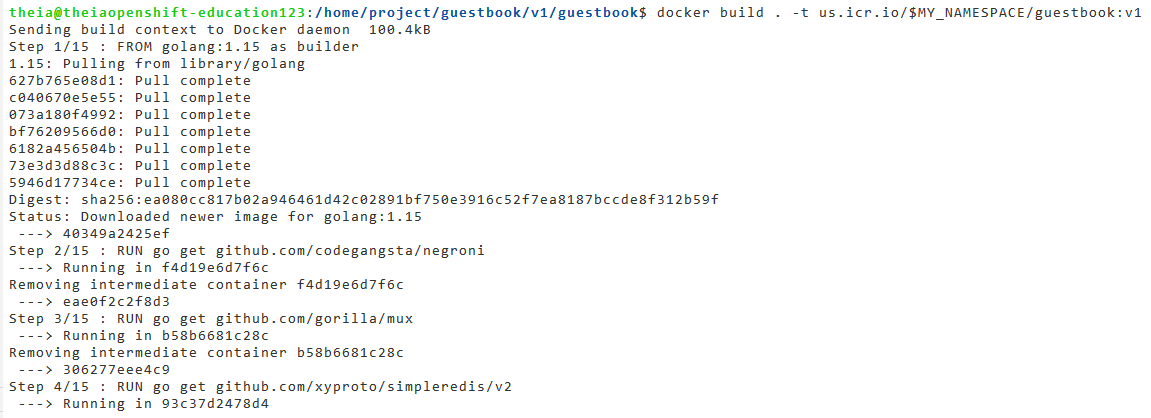 theia@theiaopenshift-education123:/home/project/guestbook/v1/guestbook$ docker build . -t us.icr.io/$MY_NAMESPACE/guestbook:v1
Sending build context to Docker daemon  100.4kB
Step 1/15 : FROM golang:1.15 as builder
1.15: Pulling from library/golang
627b765e08d1: Pull complete
c040670e5e55: Pull complete
073a180f4992: Pull complete
bf76209566d0: Pull complete
6182a456504b: Pull complete
73e3d3d88c3c: Pull complete
5946d17734ce: Pull complete
Digest: sha256:ea080cc817b02a946461d42c02891bf750e3916c52f7ea8187bccde8f312b59f
Status: Downloaded newer image for golang:1.15
 ---> 40349a2425ef
Step 2/15 : RUN go get github.com/codegangsta/negroni
 ---> Running in f4d19e6d7f6c
Removing intermediate container f4d19e6d7f6c
 ---> eae0f2c2f8d3
Step 3/15 : RUN go get github.com/gorilla/mux
 ---> Running in b58b6681c28c
Removing intermediate container b58b6681c28c
 ---> 306277eee4c9
Step 4/15 : RUN go get github.com/xyproto/simpleredis/v2
 ---> Running in 93c37d2478d4